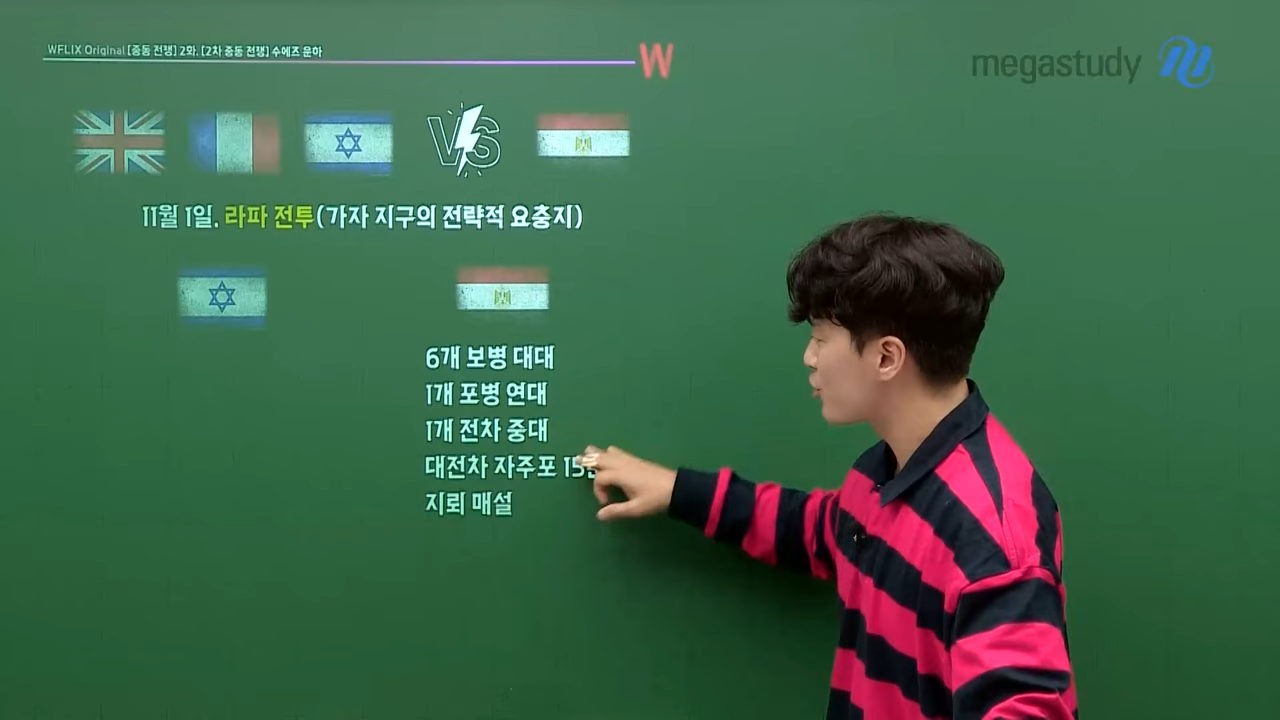 WFLIX Original [중동 전쟁] 2화. [2차 중동 전쟁] 수에즈 운하
W
megastudy
VS
11월 1일. 라파 전투(가자 지구의 전략적 요충지)
6개 보병 대대
1개 포병 연대
1개 전차 중대
대전차 자주포
지뢰 매설